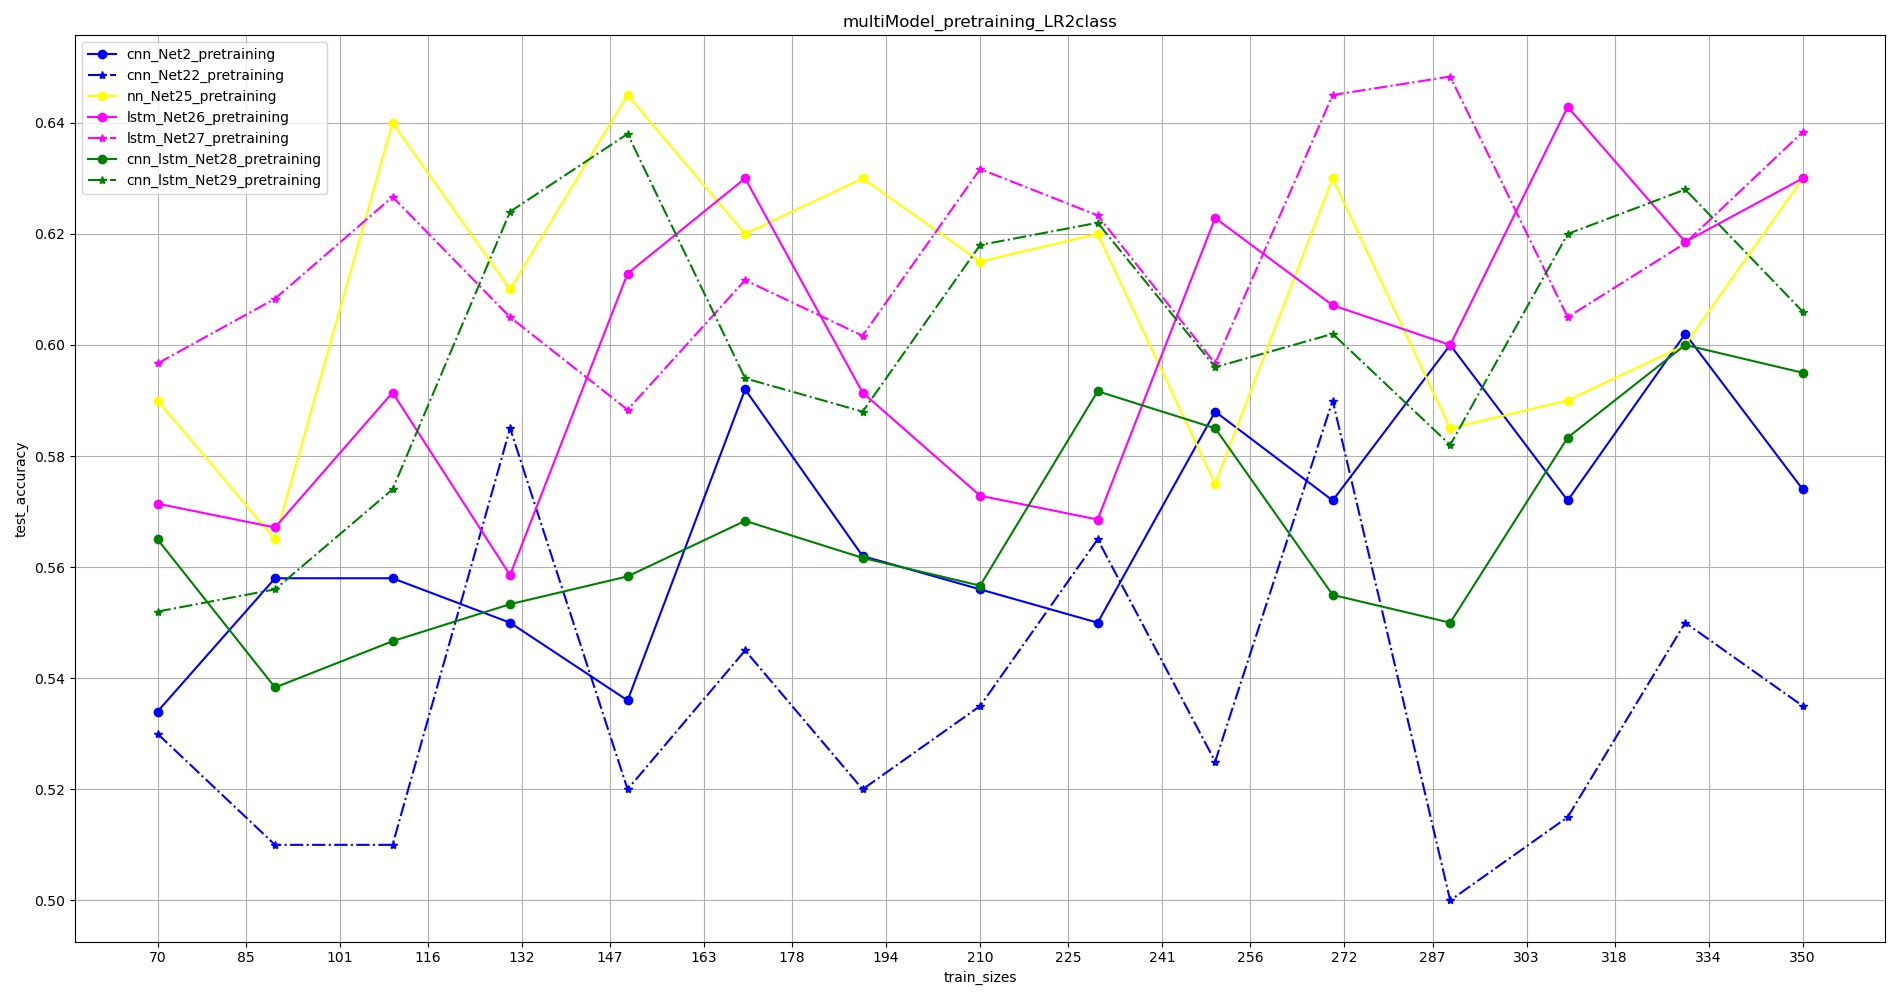 multiModel_pretraining_LR2class
cnn_Net2_pretraining
cnn_Net22_pretraining
nn_Net25_pretraining
lstm_Net26_pretraining
lstm_Net27_pretraining
cnn_lstm_Net28_pretraining
cnn_lstm_Net29_pretraining
0.64
0.62
0.60
0.58
0.56
0.54
0.52
0.50
test_accuracy
70 85 101 116 132 147 163 178 194 210 225 241 256 272 287 303 318 334 350
train_sizes